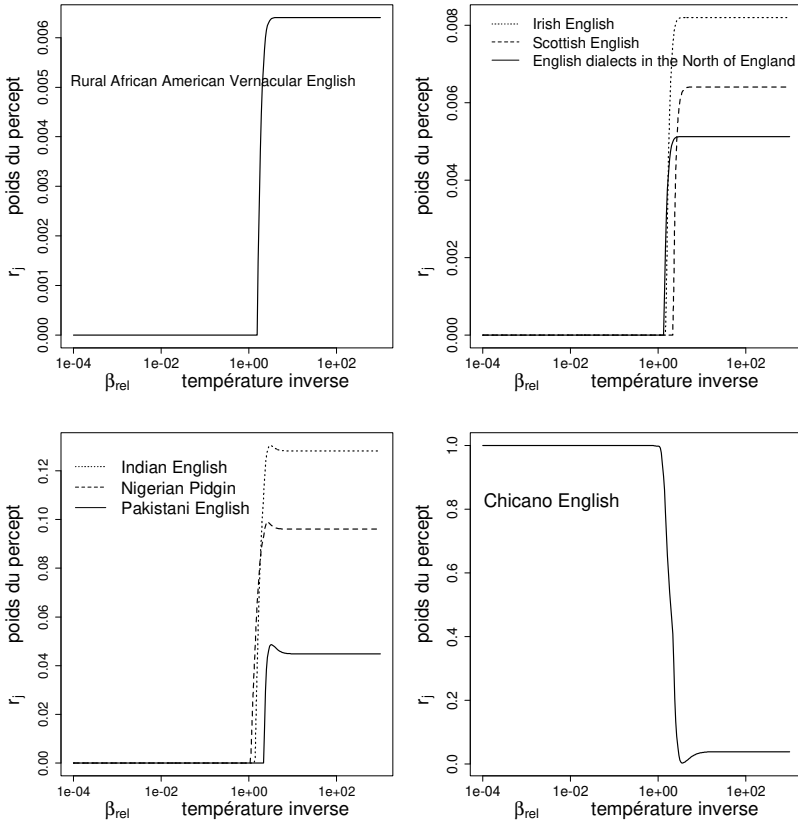 0.000 0.001 0.002 0.003 0.004 0.005 0.006
r_j poids du percept
Rural African American Vernacular English
1e-04 1e-02 1e+00 1e+02
β_rel température inverse
0.000 0.002 0.004 0.006 0.008
r_j poids du percept
Irish English
Scottish English
English dialects in the North of England
1e-04 1e-02 1e+00 1e+02
β_rel température inverse
0.00 0.02 0.04 0.06 0.08 0.10 0.12
r_j poids du percept
Indian English
Nigerian Pidgin
Pakistani English
1e-04 1e-02 1e+00 1e+02
β_rel température inverse
0.0 0.2 0.4 0.6 0.8 1.0
r_j poids du percept
Chicano English
1e-04 1e-02 1e+00 1e+02
β_rel température inverse